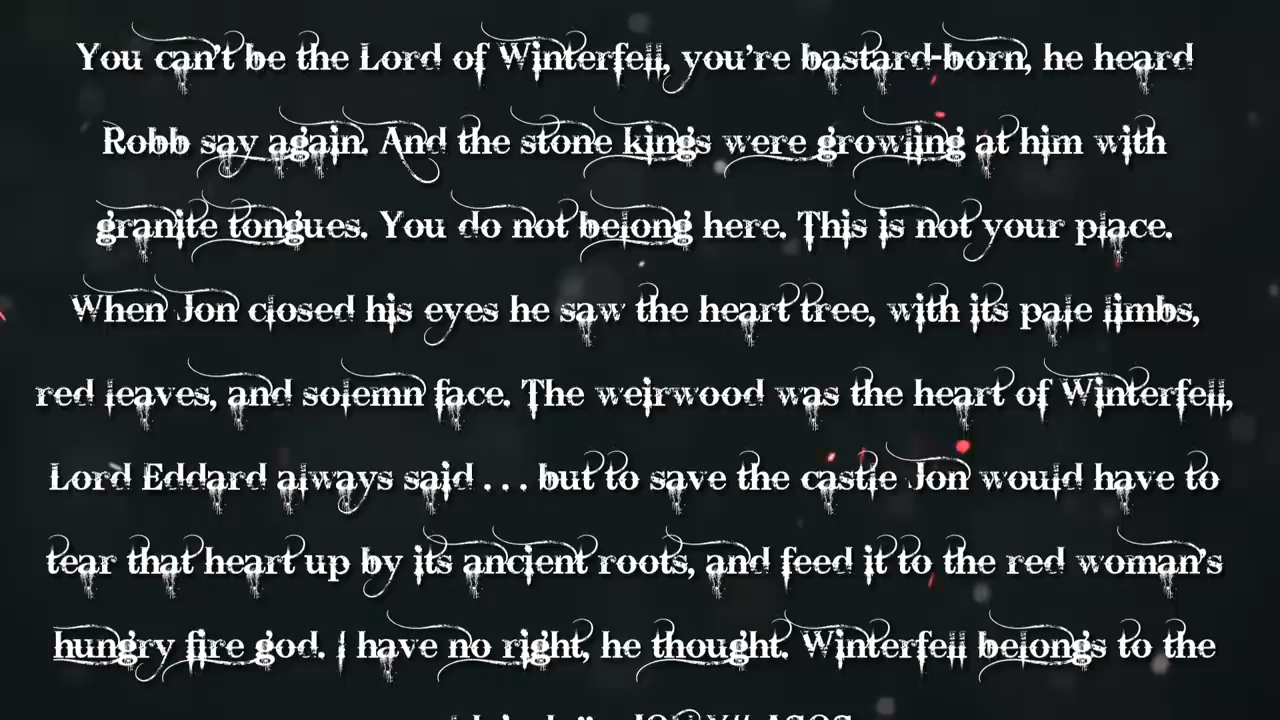 You can't be the Lord of Winterfell, you're bastard-born, he heard
Robb say again. And the stone kings were growling at him with
granite tongues. You do not belong here. This is not your place.
When Jon closed his eyes he saw the heart tree, with its pale limbs,
red leaves, and solemn face. The weirwood was the heart of Winterfell,
Lord Eddard always said . . . but to save the castle Jon would have to
tear that heart up by its ancient roots, and feed it to the red woman's
hungry fire god. I have no right, he thought. Winterfell belongs to the